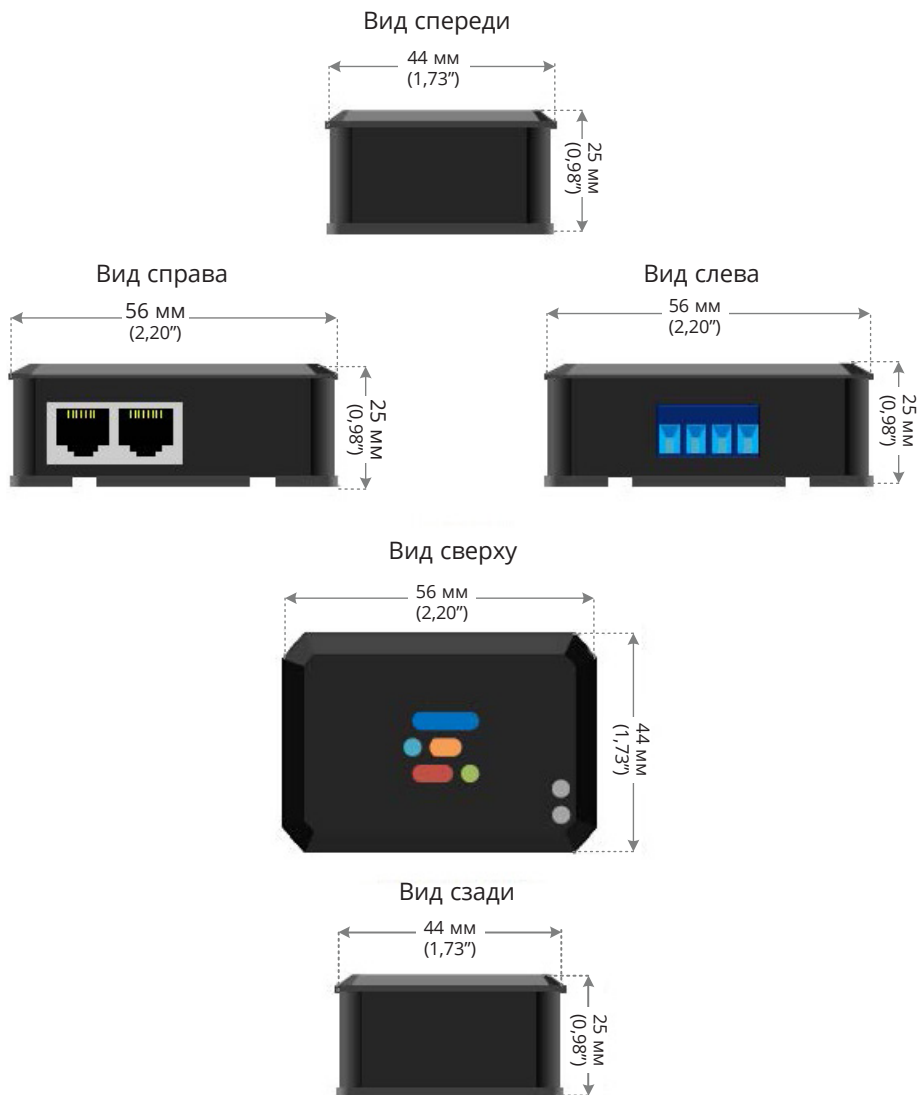 Вид спереди
44 мм
(1,73”)
25 мм
(0,98”)
Вид справа
56 мм
(2,20”)
25 мм
(0,98”)
Вид слева
56 мм
(2,20”)
25 мм
(0,98”)
Вид сверху
56 мм
(2,20”)
44 мм
(1,73”)
Вид сзади
44 мм
(1,73”)
25 мм
(0,98”)